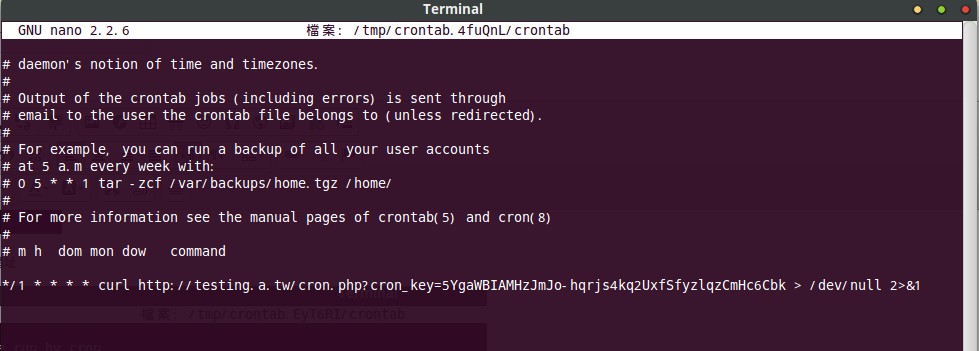 Terminal
GNU nano 2.2.6 檔案: /tmp/crontab.4fuQnL/crontab
# daemon's notion of time and timezones.
#
# Output of the crontab jobs (including errors) is sent through
# email to the user the crontab file belongs to (unless redirected).
#
# For example, you can run a backup of all your user accounts
# at 5 a.m every week with:
# 0 5 * * 1 tar -zcf /var/backups/home.tgz /home/
#
# For more information see the manual pages of crontab(5) and cron(8)
#
# m h  dom mon dow   command
*/1 * * * * curl http://testing.a.tw/cron.php?cron_key=5YgaWBIAMHzJmJo-hqrjs4kq2UxfSfyzlqzCmHc6Cbk > /dev/null 2>&1
檔案: /tmp/crontab.EyT6RI/crontab
run by cron